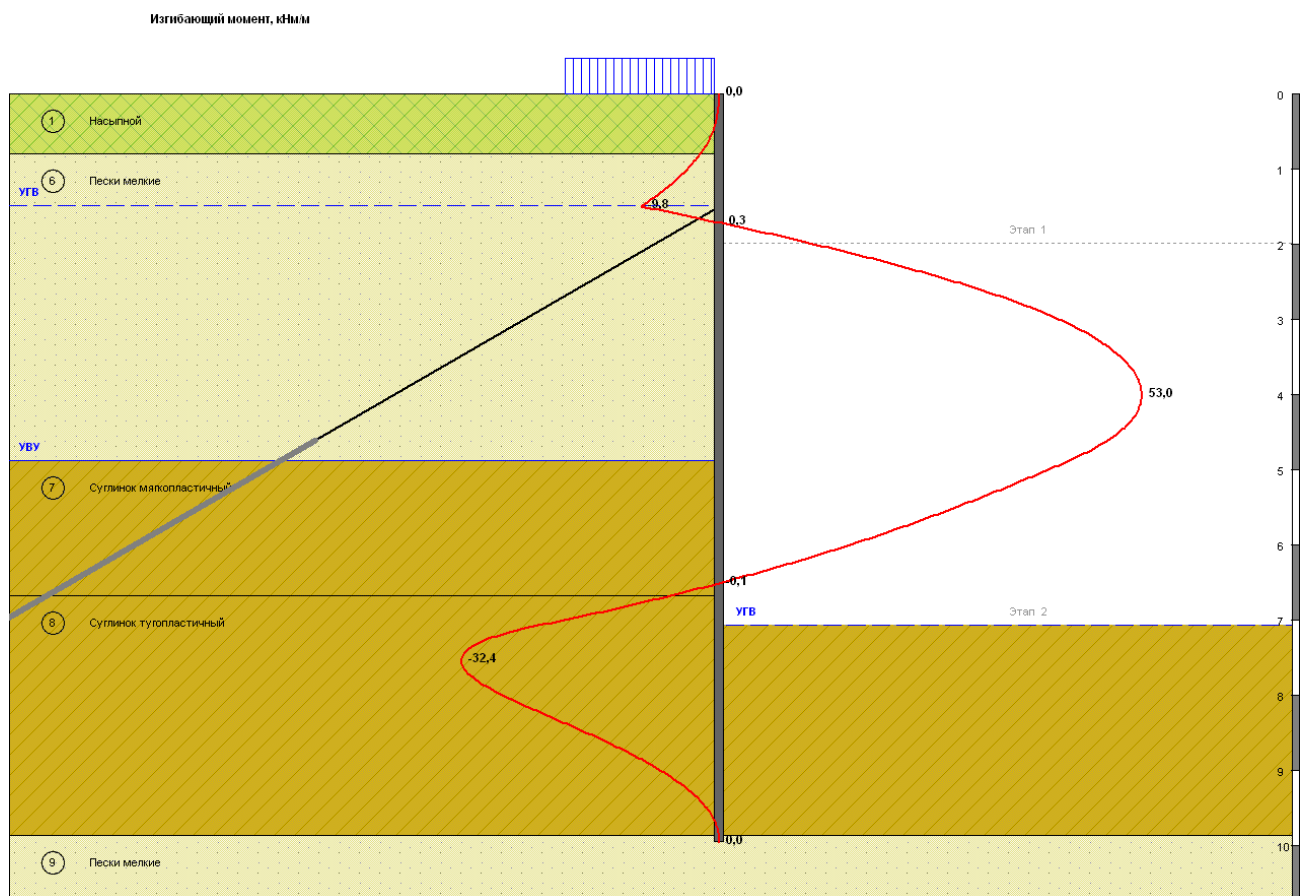 Изгибающий момент, кНм/м
0,0
0
1 Насыпной
1
6 Пески мелкие
УГВ
-9,8
0,3
Этап 1
2
3
4
53,0
УВУ
5
7 Суглинок мягкопластичный
6
-0,1
8 Суглинок тугопластичный
УГВ
Этап 2
7
-32,4
8
9
0,0
10
9 Пески мелкие